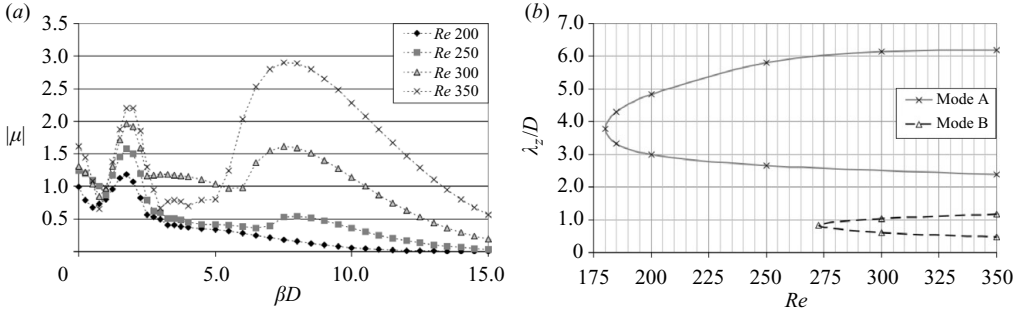 (a)
3.5
3.0
2.5
2.0
1.5
1.0
0.5
|μ|
0
5.0
10.0
15.0
βD
Re 200
Re 250
Re 300
Re 350
(b)
7.0
6.0
5.0
4.0
3.0
2.0
1.0
0
λz/D
175
200
225
250
275
300
325
350
Re
Mode A
Mode B